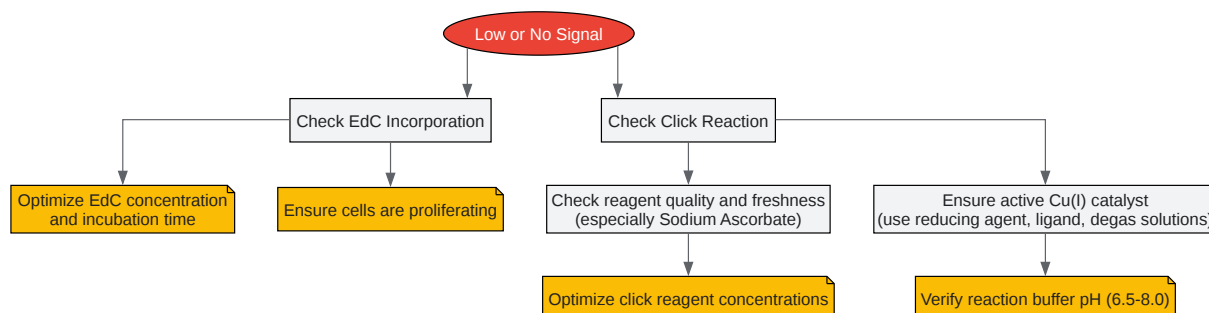 Low or No Signal
Check EdC Incorporation
Check Click Reaction
Optimize EdC concentration
and incubation time
Ensure cells are proliferating
Check reagent quality and freshness
(especially Sodium Ascorbate)
Ensure active Cu(I) catalyst
(use reducing agent, ligand, degas solutions)
Optimize click reagent concentrations
Verify reaction buffer pH (6.5-8.0)